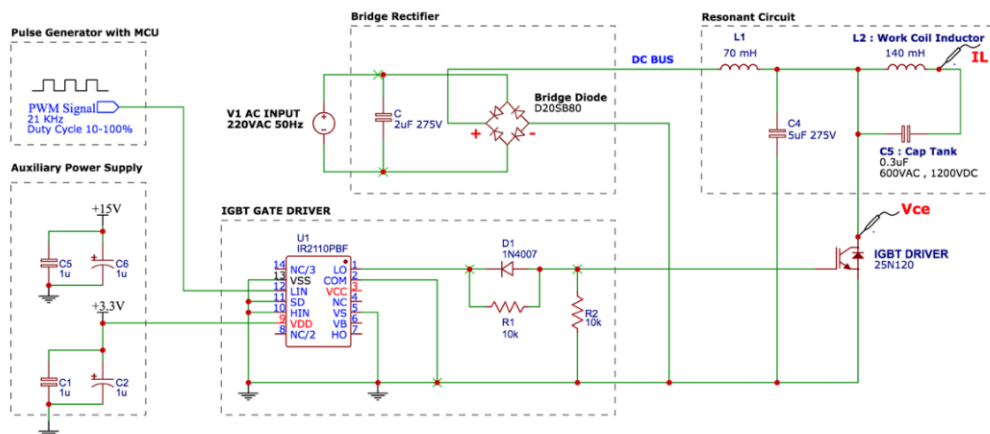 Pulse Generator with MCU
PWM Signal
21 KHz
Duty Cycle 10-100%
Auxiliary Power Supply
+15V
C5
1u
C6
1u
+3.3V
C1
1u
C2
1u
Bridge Rectifier
V1 AC INPUT
220VAC 50Hz
C
2uF 275V
Bridge Diode
D20SB80
+
-
DC BUS
Resonant Circuit
L1
70 mH
L2 : Work Coil Inductor
140 mH
IL
C4
5uF 275V
C5 : Cap Tank
0.3uF
600VAC , 1200VDC
Vce
IGBT DRIVER
25N120
IGBT GATE DRIVER
U1
IR2110PBF
14 NC/3 LO 1
13 VSS COM 2
12 LIN VCC 3
11 SD NC 4
10 HIN VS 5
9 VDD VB 6
8 NC/2 HO 7
D1
1N4007
R1
10k
R2
10k